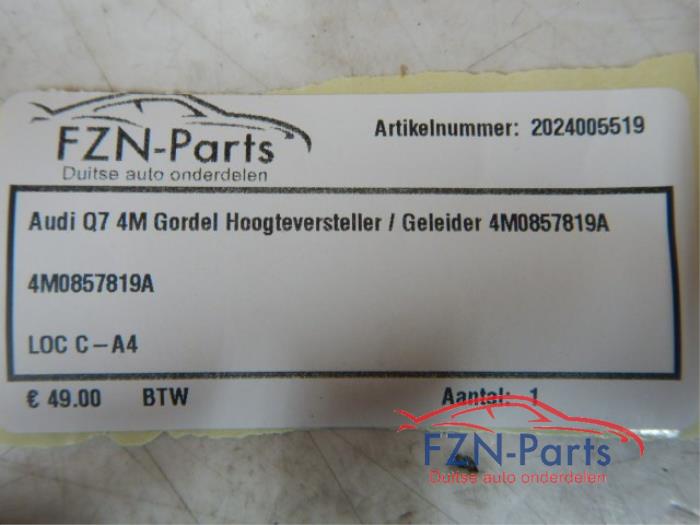 FZN-Parts
Duitse auto onderdelen
Artikelnummer: 2024005519
Audi Q7 4M Gordel Hoogteversteller / Geleider 4M0857819A
4M0857819A
LOC C-A4
€ 49.00 BTW Aantal: 1
FZN-Parts
Duitse auto onderdelen